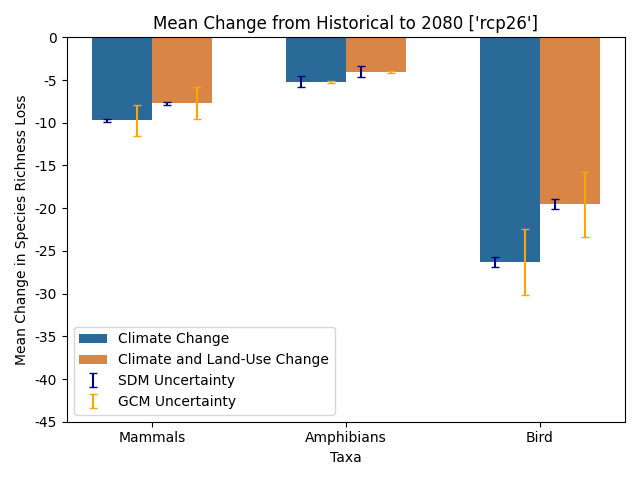 Mean Change from Historical to 2080 ['rcp26']
Mean Change in Species Richness Loss
0
-5
-10
-15
-20
-25
-30
-35
-40
-45
Climate Change
Climate and Land-Use Change
SDM Uncertainty
GCM Uncertainty
Mammals
Amphibians
Bird
Taxa